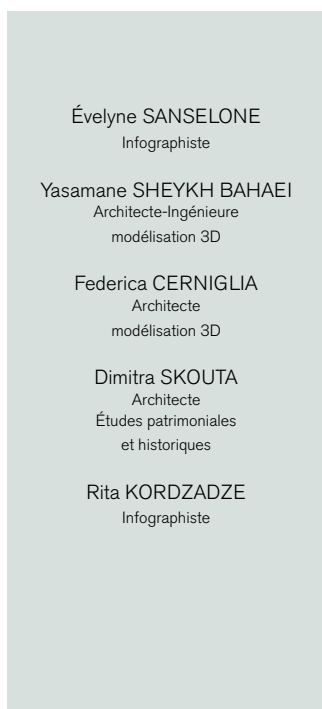 Évelyne SANSELONE
Infographiste
Yasamane SHEYKH BAHAEI
Architecte-Ingénieure
modélisation 3D
Federica CERNIGLIA
Architecte
modélisation 3D
Dimitra SKOUTA
Architecte
Études patrimoniales
et historiques
Rita KORDZADZE
Infographiste